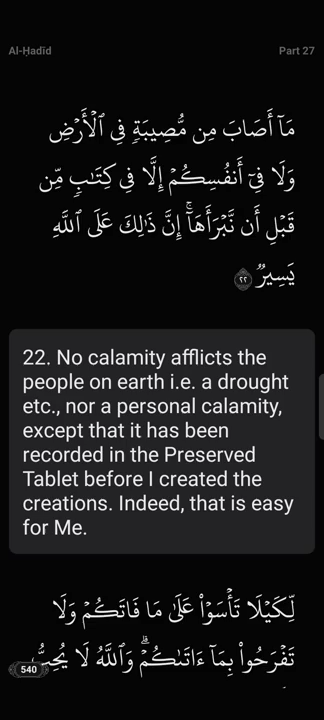 Al-Ḥadīd
Part 27
مَآ أَصَابَ مِن مُّصِيبَةٖ فِي ٱلۡأَرۡضِ
وَلَا فِيٓ أَنفُسِكُمۡ إِلَّا فِي كِتَٰبٖ مِّن
قَبۡلِ أَن نَّبۡرَأَهَآۚ إِنَّ ذَٰلِكَ عَلَى ٱللَّهِ
يَسِيرٞ ٢٢
22. No calamity afflicts the
people on earth i.e. a drought
etc., nor a personal calamity,
except that it has been
recorded in the Preserved
Tablet before I created the
creations. Indeed, that is easy
for Me.
لِّكَيۡلَا تَأۡسَوۡاْ عَلَىٰ مَا فَاتَكُمۡ وَلَا
تَفۡرَحُواْ بِمَآ ءَاتَىٰكُمۡۗ وَٱللَّهُ لَا يُحِبُّ
540